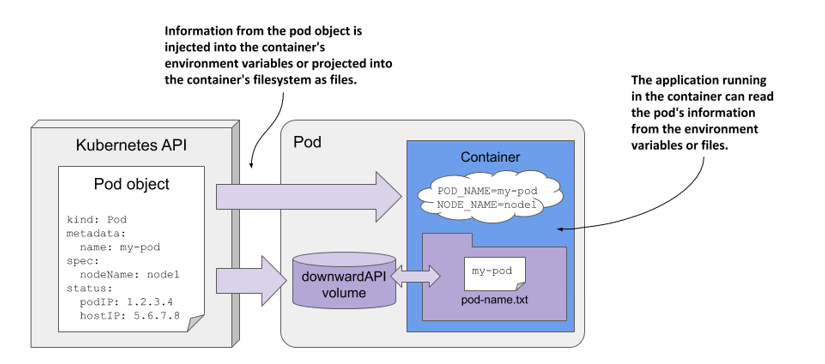 Information from the pod object is
injected into the container's
environment variables or projected into
the container's filesystem as files.
The application running
in the container can read
the pod's information
from the environment
variables or files.
Kubernetes API
Pod object
kind: Pod
metadata:
  name: my-pod
spec:
  nodeName: node1
status:
  podIP: 1.2.3.4
  hostIP: 5.6.7.8
Pod
Container
POD_NAME=my-pod
NODE_NAME=node1
downwardAPI
volume
my-pod
pod-name.txt